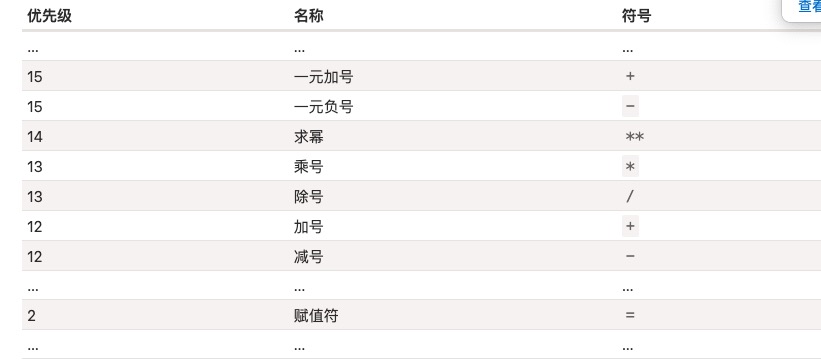 优先级 名称 符号
查看
... ... ...
15 一元加号 +
15 一元负号 -
14 求幂 **
13 乘号 *
13 除号 /
12 加号 +
12 减号 -
... ... ...
2 赋值符 =
... ... ...